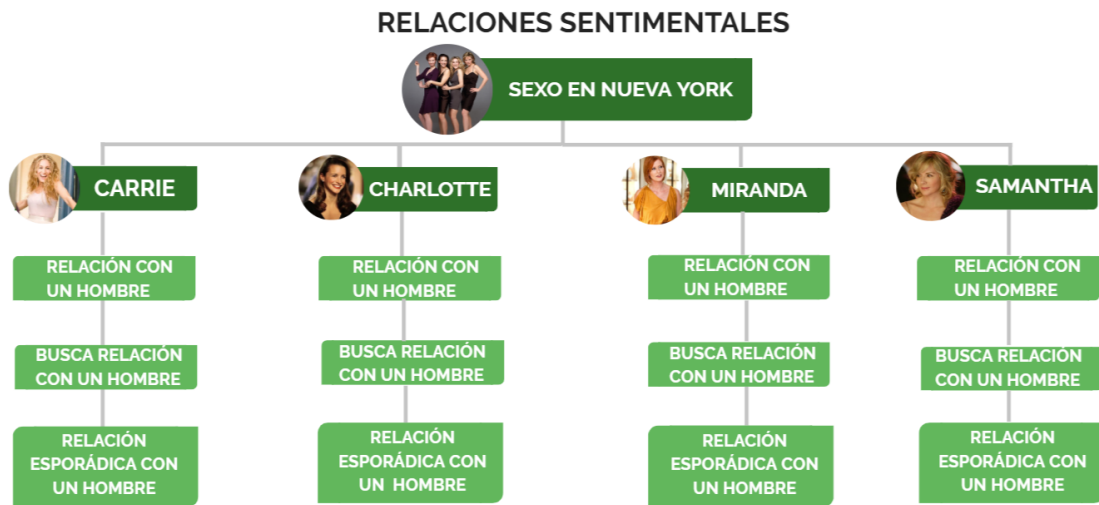 RELACIONES SENTIMENTALES
SEXO EN NUEVA YORK
CARRIE
CHARLOTTE
MIRANDA
SAMANTHA
RELACIÓN CON
UN HOMBRE
RELACIÓN CON
UN HOMBRE
RELACIÓN CON
UN HOMBRE
RELACIÓN CON
UN HOMBRE
BUSCA RELACIÓN
CON UN HOMBRE
BUSCA RELACIÓN
CON UN HOMBRE
BUSCA RELACIÓN
CON UN HOMBRE
BUSCA RELACIÓN
CON UN HOMBRE
RELACIÓN
ESPORÁDICA CON
UN HOMBRE
RELACIÓN
ESPORÁDICA CON
UN HOMBRE
RELACIÓN
ESPORÁDICA CON
UN HOMBRE
RELACIÓN
ESPORÁDICA CON
UN HOMBRE